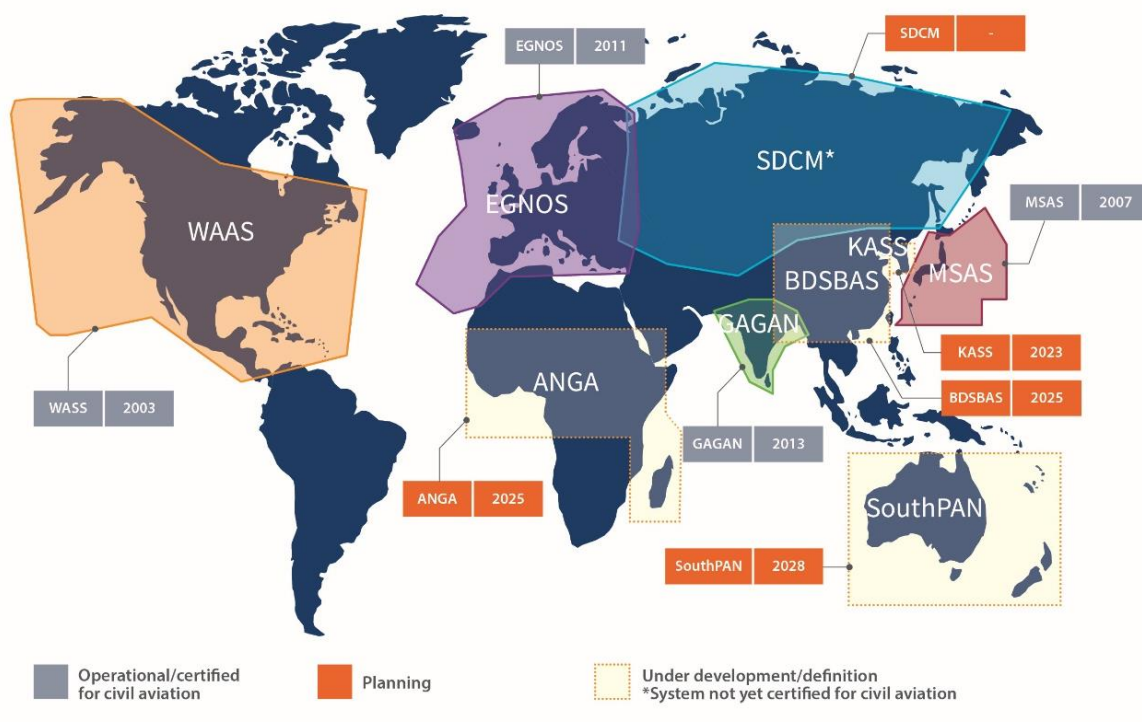 EGNOS 2011
SDCM -
SDCM*
MSAS 2007
WAAS
EGNOS
KASS
BDSBAS
MSAS
GAGAN
KASS 2023
ANGA
WASS 2003
BDSBAS 2025
GAGAN 2013
ANGA 2025
SouthPAN
SouthPAN 2028
Operational/certified
for civil aviation
Planning
Under development/definition
*System not yet certified for civil aviation